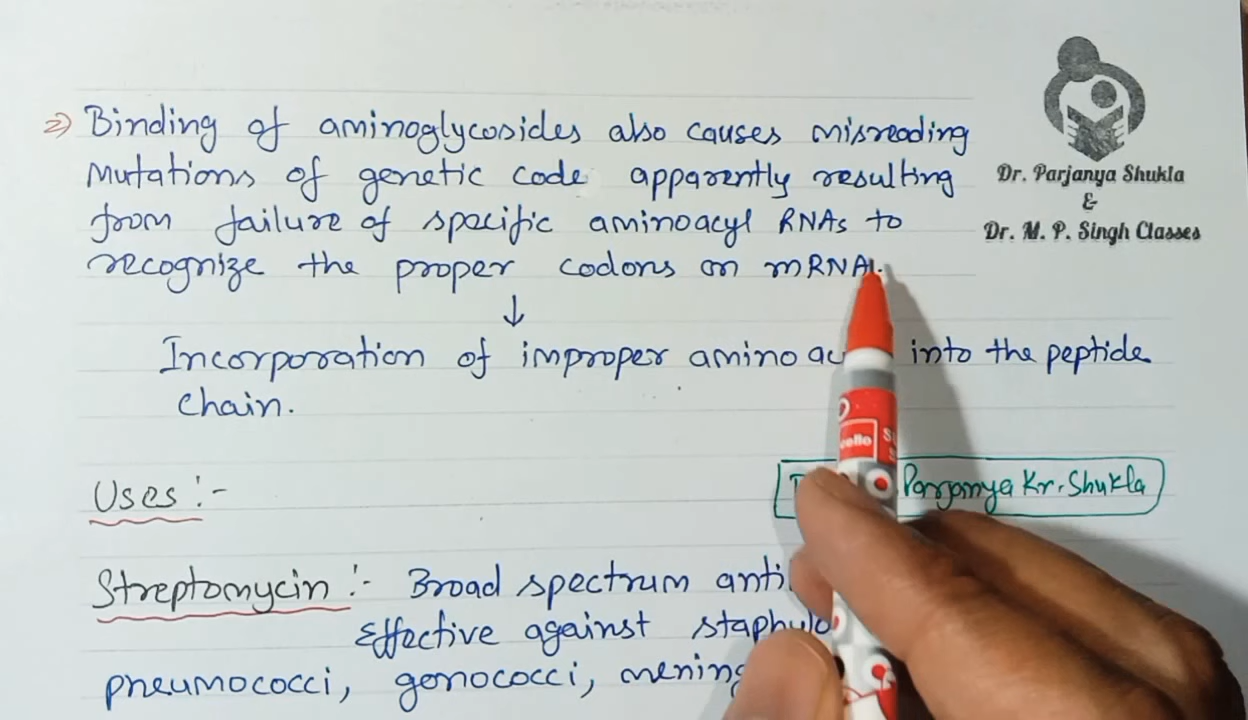 2) Binding of aminoglycosides also causes misreading
Mutations of genetic code apparently resulting
from failure of specific aminoacyl RNAs to
recognize the proper codons on mRNA.
↓
Incorporation of improper amino into the peptide
chain.
Uses :-
Streptomycin :- Broad spectrum
Effective against
pneumococci, gonococci,
Dr. Parjanya Shukla
&
Dr. M. P. Singh Classes
Parjanya Kr. Shukla
cello